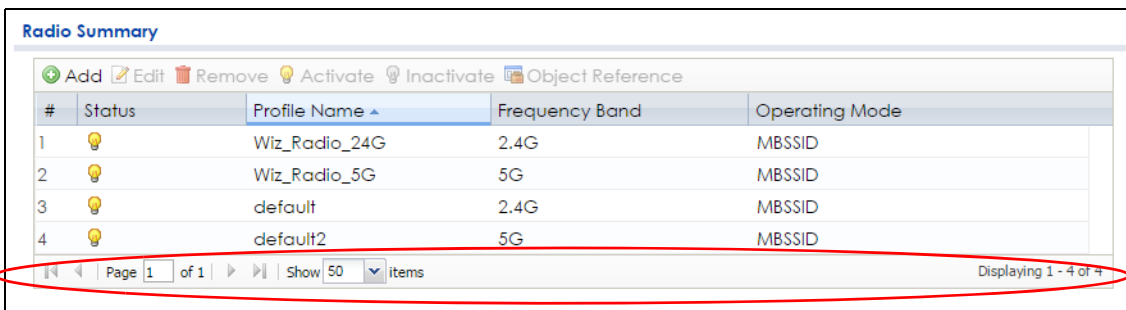 Radio Summary
Add Edit Remove Activate Inactivate Object Reference
# Status Profile Name Frequency Band Operating Mode
1 Wiz_Radio_24G 2.4G MBSSID
2 Wiz_Radio_5G 5G MBSSID
3 default 2.4G MBSSID
4 default2 5G MBSSID
Page 1 of 1 Show 50 items Displaying 1 - 4 of 4